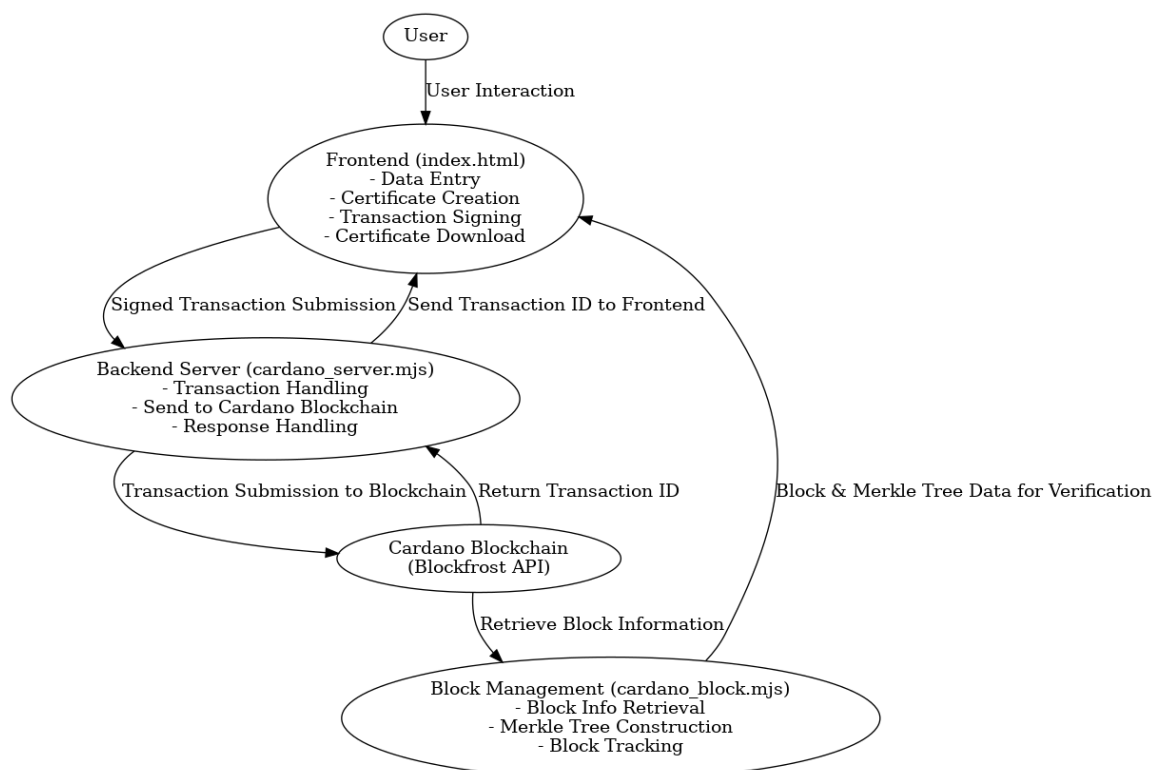 User
User Interaction
Frontend (index.html)
- Data Entry
- Certificate Creation
- Transaction Signing
- Certificate Download
Signed Transaction Submission
Send Transaction ID to Frontend
Backend Server (cardano_server.mjs)
- Transaction Handling
- Send to Cardano Blockchain
- Response Handling
Transaction Submission to Blockchain
Return Transaction ID
Block & Merkle Tree Data for Verification
Cardano Blockchain
(Blockfrost API)
Retrieve Block Information
Block Management (cardano_block.mjs)
- Block Info Retrieval
- Merkle Tree Construction
- Block Tracking